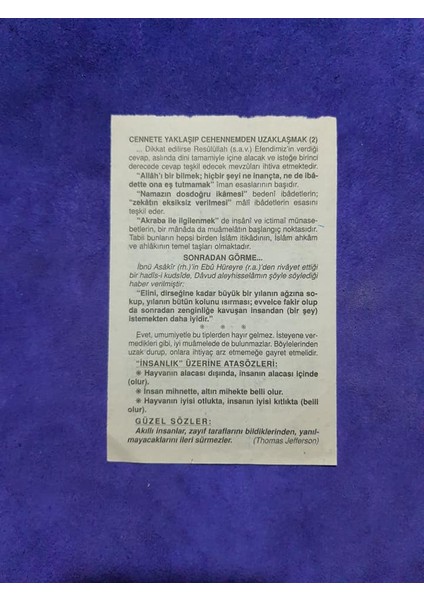 CENNETE YAKLAŞIP CEHENNEMDEN UZAKLAŞMAK (2)
... Dikkat edilirse Resûlüllah (s.a.v.) Efendimiz'in verdiği
cevap, aslında dini tamamiyle içine alacak ve isteğe birinci
derecede cevap teşkil edecek mevzûları ihtiva etmektedir.
"Allâh'ı bir bilmek; hiçbir şeyi ne inançta, ne de ibâ-
dette ona eş tutmamak" îman esaslarının başıdır.
"Namazın dosdoğru ikâmesi" bedenî ibâdetlerin;
"zekâtın eksiksiz verilmesi" mâlî ibâdetlerin esasını
teşkil eder.
"Akraba ile ilgilenmek" de insânî ve ictimaî münase-
betlerin, bir mânâda da muâmelâtın başlangıç noktasıdır.
Tabii bunların hepsi birden İslâm itikâdının, İslâm ahkâm
ve ahlâkının temel taşları olmaktadır.
SONRADAN GÖRME...
İbnü Asâkîr (rh.)'in Ebû Hüreyre (r.a.)'den rivâyet ettiği
bir hadîs-i kudsîde, Dâvud aleyhisselâmın şöyle söylediği
haber verilmiştir:
"Elini, dirseğine kadar büyük bir yılanın ağzına so-
kup, yılanın bütün kolunu ısırması; evvelce fakir olup
da sonradan zenginliğe kavuşan insandan (bir şey)
istemekten daha iyidir."
Evet, umumiyetle bu tiplerden hayır gelmez. İsteyene ver-
medikleri gibi, iyi muâmelede de bulunmazlar. Böylelerinden
uzak durup, onlara ihtiyaç arz etmemeğe gayret etmelidir.
"İNSANLIK" ÜZERİNE ATASÖZLERİ:
Hayvanın alacası dışında, insanın alacası içinde
(olur).
İnsan mihnette, altın mihekte belli olur.
Hayvanın iyisi otlukta, insanın iyisi kıtlıkta (belli
olur).
GÜZEL SÖZLER:
Akıllı insanlar, zayıf taraflarını bildiklerinden, yanıl-
mayacaklarını ileri sürmezler. (Thomas Jefferson)